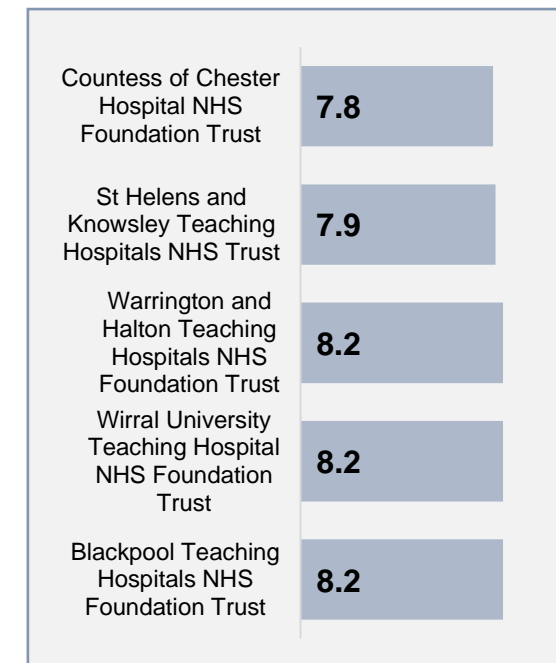 Countess of Chester
Hospital NHS
Foundation Trust
7.8
St Helens and
Knowsley Teaching
Hospitals NHS Trust
7.9
Warrington and
Halton Teaching
Hospitals NHS
Foundation Trust
8.2
Wirral University
Teaching Hospital
NHS Foundation
Trust
8.2
Blackpool Teaching
Hospitals NHS
Foundation Trust
8.2